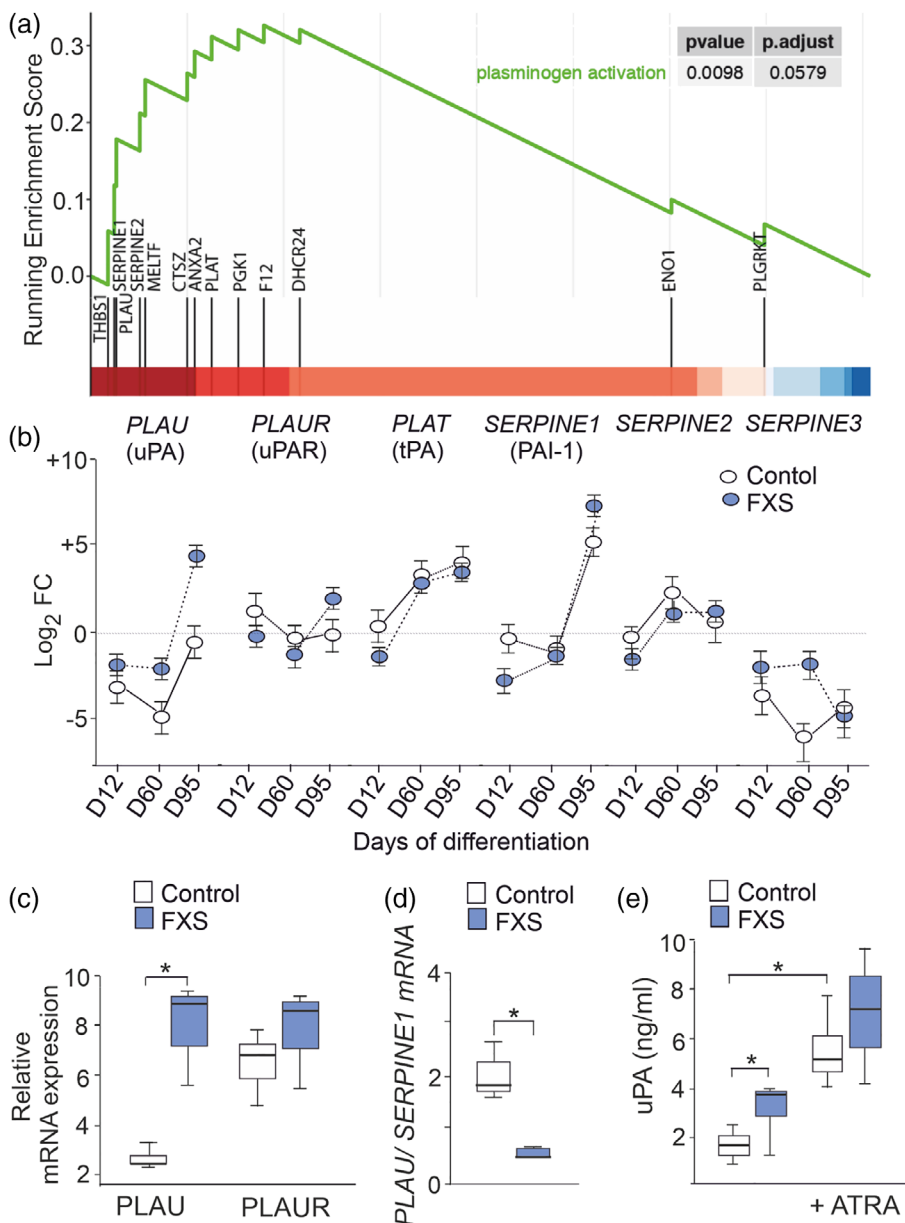 (a)
Running Enrichment Score
0.3
0.2
0.1
0.0
plasminogen activation
pvalue p.adjust
0.0098 0.0579
THBS1
SERPINE1
PLAU
SERPINE2
MELTF
CTSZ
ANXA2
PLAT
PGK1
F12
DHCR24
ENO1
PLGRKT
(b)
PLAU PLAUR PLAT SERPINE1 SERPINE2 SERPINE3
(uPA) (uPAR) (tPA) (PAI-1)
Contol
FXS
Log2 FC
+10
+5
0
-5
D12 D60 D95 D12 D60 D95 D12 D60 D95 D12 D60 D95 D12 D60 D95 D12 D60 D95
Days of differentiation
(c)
Control
FXS
Relative
mRNA expression
10
8
6
4
2
*
PLAU PLAUR
(d)
Control
FXS
PLAU/ SERPINE1 mRNA
4
2
0
*
(e)
Control
FXS
uPA (ng/ml)
10
8
6
4
2
*
*
+ ATRA